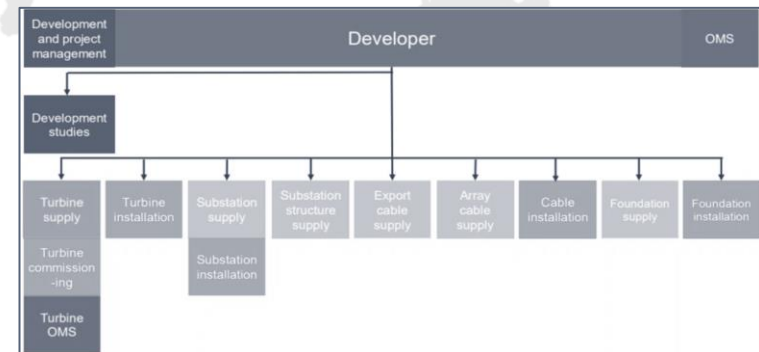 Development
and project
management
Developer
OMS
Development
studies
Turbine
supply
Turbine
installation
Substation
supply
Substation
structure
supply
Export
cable
supply
Array
cable
supply
Cable
installation
Foundation
supply
Foundation
installation
Turbine
commission
-ing
Substation
installation
Turbine
OMS